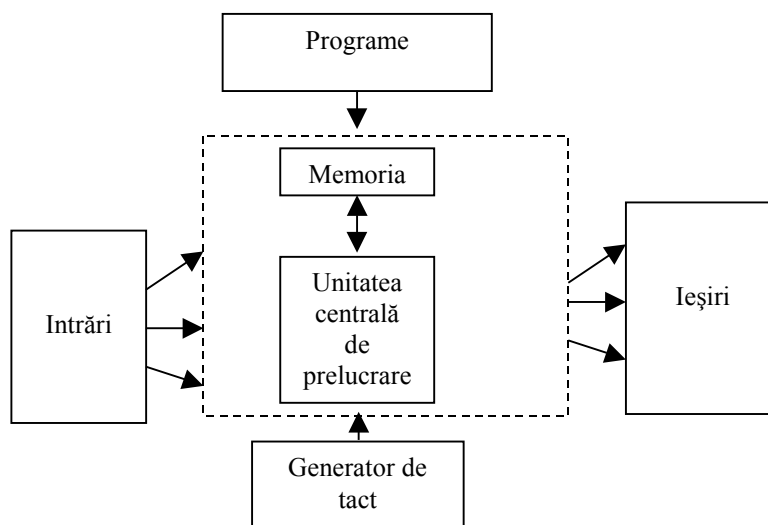 Programe
Memoria
Intrări
Unitatea
centrală
de
prelucrare
Ieşiri
Generator de
tact